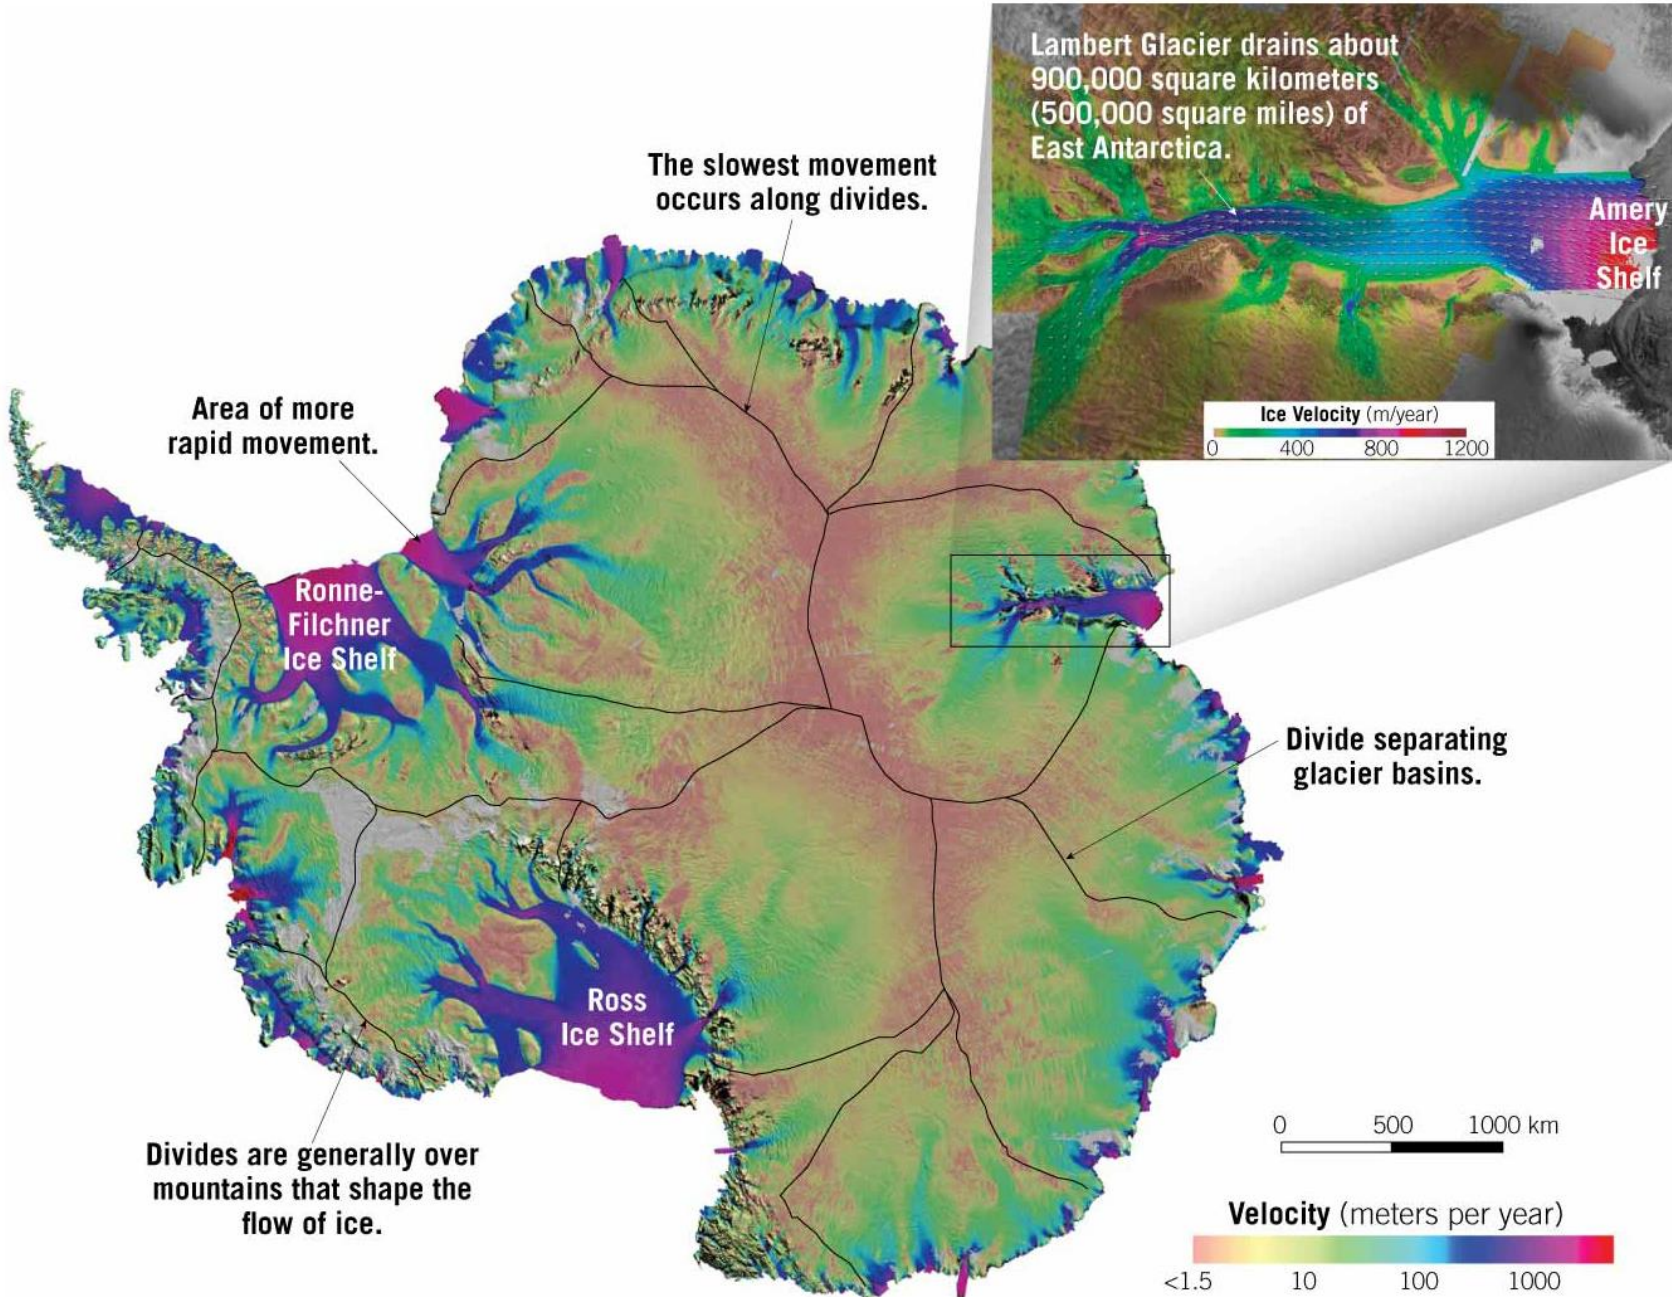 Lambert Glacier drains about
900,000 square kilometers
(500,000 square miles) of
East Antarctica.
Amery
Ice
Shelf
Ice Velocity (m/year)
0 400 800 1200
The slowest movement
occurs along divides.
Area of more
rapid movement.
Ronne-
Filchner
Ice Shelf
Divide separating
glacier basins.
Ross
Ice Shelf
Divides are generally over
mountains that shape the
flow of ice.
0 500 1000 km
Velocity (meters per year)
<1.5 10 100 1000